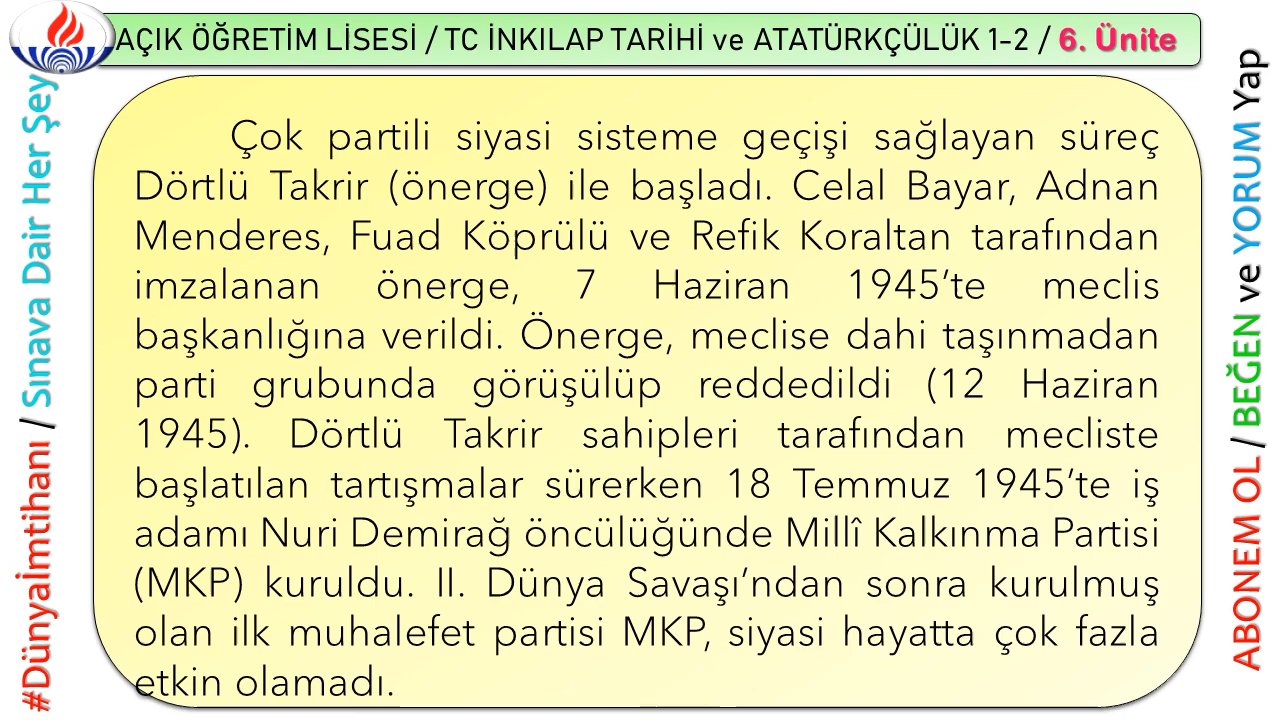 AÇIK ÖĞRETİM LİSESİ / TC İNKILAP TARİHİ ve ATATÜRKÇÜLÜK 1-2 / 6. Ünite
#Dünyaİmtihanı / Sınava Dair Her Şey
Çok partili siyasi sisteme geçişi sağlayan süreç
Dörtlü Takrir (önerge) ile başladı. Celal Bayar, Adnan
Menderes, Fuad Köprülü ve Refik Koraltan tarafından
imzalanan önerge, 7 Haziran 1945’te meclis
başkanlığına verildi. Önerge, meclise dahi taşınmadan
parti grubunda görüşülüp reddedildi (12 Haziran
1945). Dörtlü Takrir sahipleri tarafından mecliste
başlatılan tartışmalar sürerken 18 Temmuz 1945’te iş
adamı Nuri Demirağ öncülüğünde Millî Kalkınma Partisi
(MKP) kuruldu. II. Dünya Savaşı’ndan sonra kurulmuş
olan ilk muhalefet partisi MKP, siyasi hayatta çok fazla
etkin olamadı.
ABONEM OL / BEĞEN ve YORUM Yap